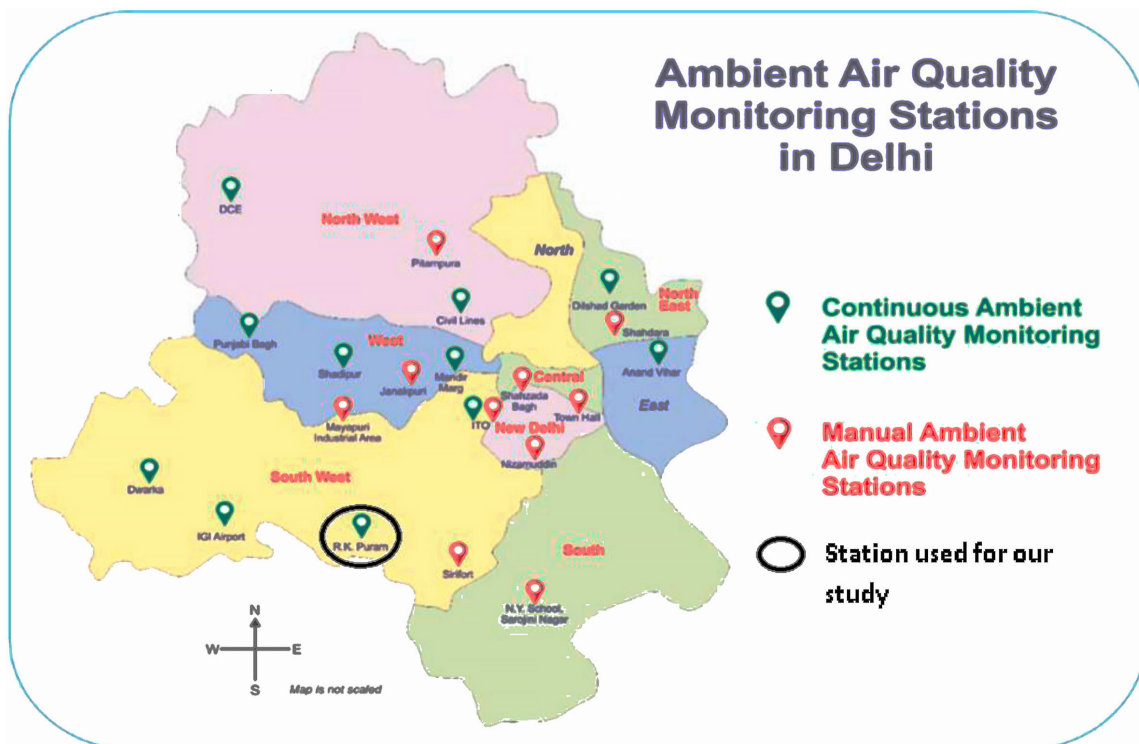 Ambient Air Quality
Monitoring Stations
in Delhi
DCE
North West
Pitampura
North
Civil Lines
Dilshad Garden
North
East
Shahdara
Punjabi Bagh
West
Shadipur
Janakpuri
Mandir
Marg
Anand Vihar
Central
Shahzada
Bagh
East
Mayapuri
Industrial Area
ITO
Town Hall
New Delhi
Nizamuddin
South West
Dwarka
IGI Airport
R.K. Puram
Sirifort
South
N.Y. School,
Sarojini Nagar
Continuous Ambient
Air Quality Monitoring
Stations
Manual Ambient
Air Quality Monitoring
Stations
Station used for our
study
N
W
E
S
Map is not scaled